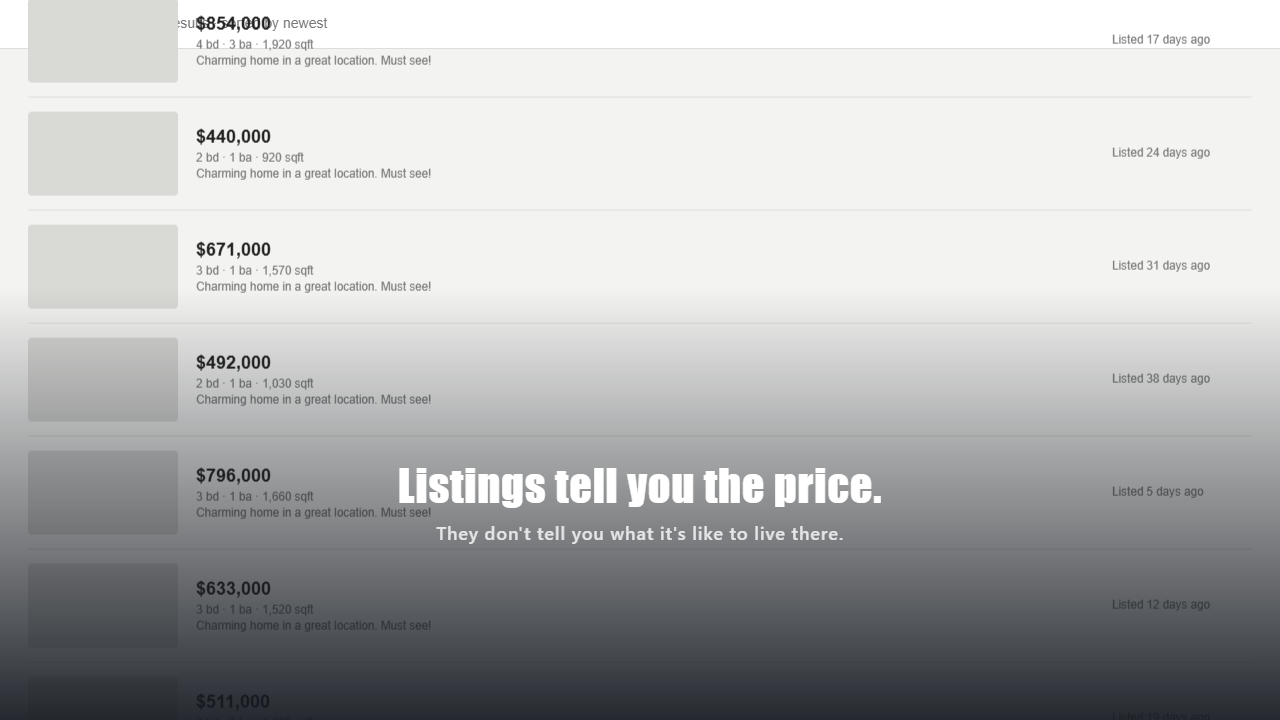 $854,000
by newest
4 bd · 3 ba · 1,920 sqft
Listed 17 days ago
Charming home in a great location. Must see!
$440,000
2 bd · 1 ba · 920 sqft
Listed 24 days ago
Charming home in a great location. Must see!
$671,000
3 bd · 1 ba · 1,570 sqft
Listed 31 days ago
Charming home in a great location. Must see!
$492,000
2 bd · 1 ba · 1,030 sqft
Listed 38 days ago
Charming home in a great location. Must see!
$796,000
3 bd · 1 ba · 1,660 sqft
Listed 5 days ago
Charming home in a great location. Must see!
Listings tell you the price.
They don't tell you what it's like to live there.
$633,000
3 bd · 1 ba · 1,520 sqft
Listed 12 days ago
Charming home in a great location. Must see!
$511,000
Listed 19 days ago